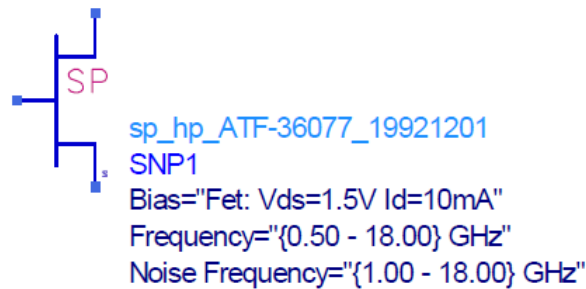 SP
s
sp_hp_ATF-36077_19921201
SNP1
Bias="Fet: Vds=1.5V Id=10mA"
Frequency="{0.50 - 18.00} GHz"
Noise Frequency="{1.00 - 18.00} GHz"